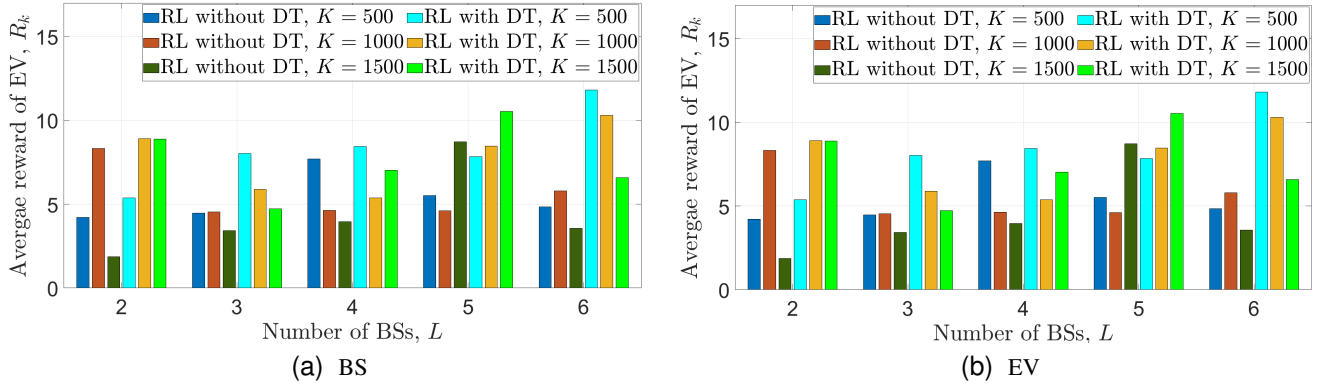 Avergae reward of EV, R_k
15
10
5
0
RL without DT, K = 500 RL with DT, K = 500
RL without DT, K = 1000 RL with DT, K = 1000
RL without DT, K = 1500 RL with DT, K = 1500
2 3 4 5 6
Number of BSs, L
(a) BS
Avergae reward of EV, R_k
15
10
5
0
RL without DT, K = 500 RL with DT, K = 500
RL without DT, K = 1000 RL with DT, K = 1000
RL without DT, K = 1500 RL with DT, K = 1500
2 3 4 5 6
Number of BSs, L
(b) EV